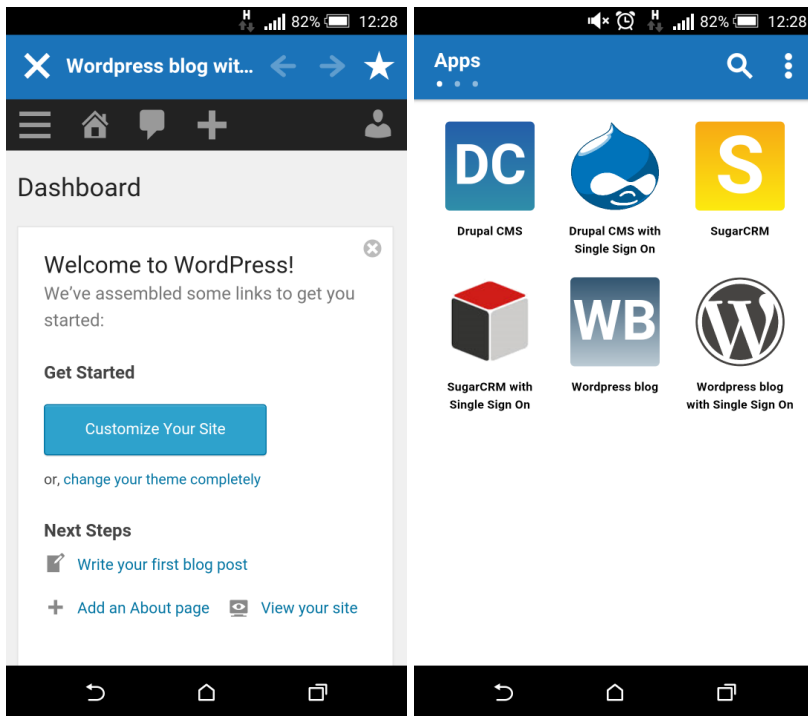 H 82% 12:28
Wordpress blog wit...
Dashboard
Welcome to WordPress!
We've assembled some links to get you
started:
Get Started
Customize Your Site
or, change your theme completely
Next Steps
Write your first blog post
Add an About page View your site
H 82% 12:28
Apps
DC
Drupal CMS
Drupal CMS with
Single Sign On
S
SugarCRM
SugarCRM with
Single Sign On
WB
Wordpress blog
W
Wordpress blog
with Single Sign On